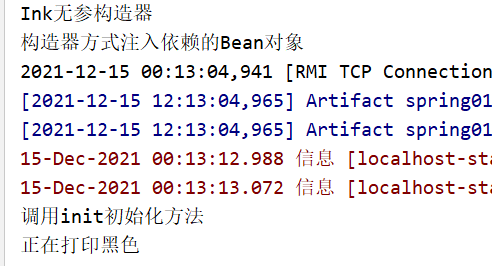 Ink无参构造器
构造器方式注入依赖的Bean对象
2021-12-15 00:13:04,941 [RMI TCP Connection
[2021-12-15 12:13:04,965] Artifact spring01
[2021-12-15 12:13:04,965] Artifact spring01
15-Dec-2021 00:13:12.988 信息 [localhost-sta
15-Dec-2021 00:13:13.072 信息 [localhost-sta
调用init初始化方法
正在打印黑色